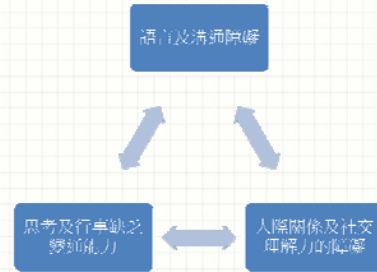 語言及溝通障礙
思考及行事缺乏
變通能力
人際關係及社交
理解力的障礙